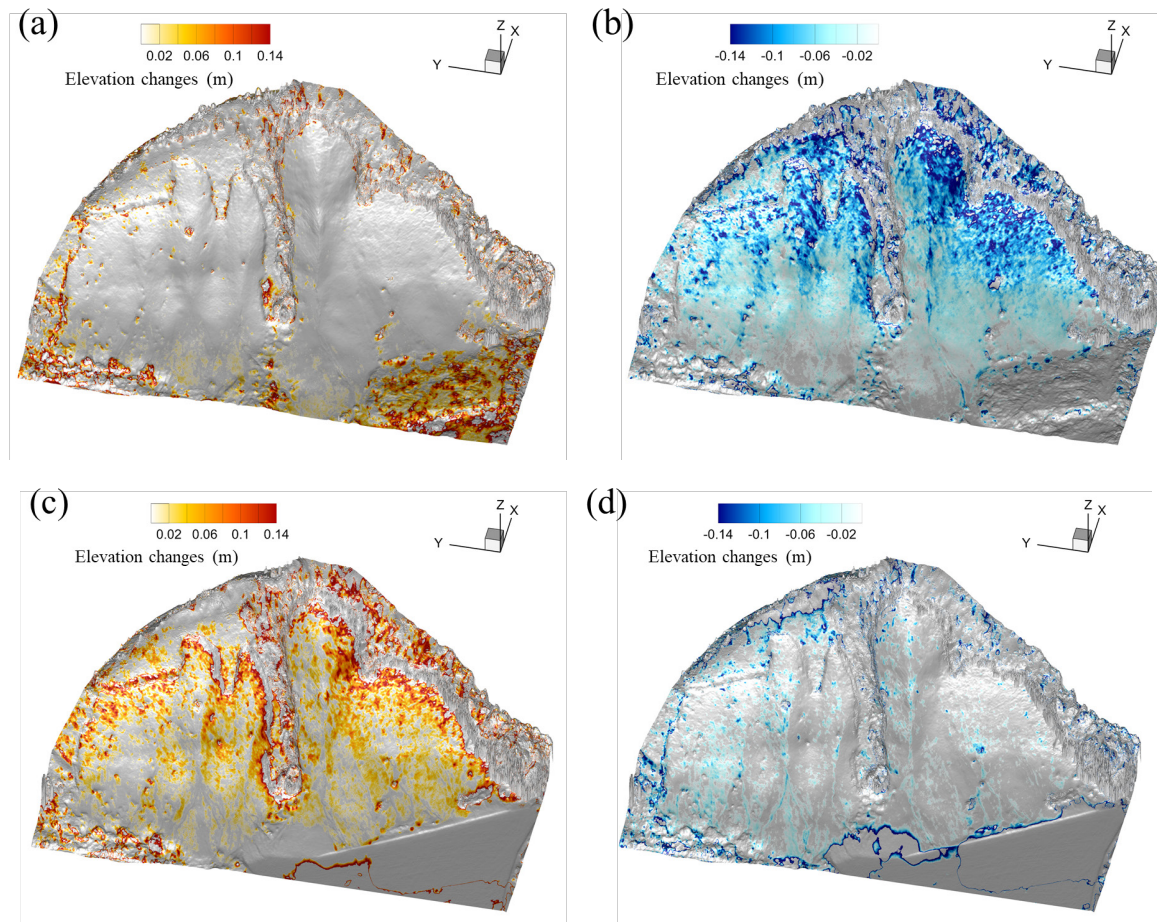 (a)
0.02 0.06 0.1 0.14
Elevation changes (m)
Z
X
Y
(b)
-0.14 -0.1 -0.06 -0.02
Elevation changes (m)
Z
X
Y
(c)
0.02 0.06 0.1 0.14
Elevation changes (m)
Z
X
Y
(d)
-0.14 -0.1 -0.06 -0.02
Elevation changes (m)
Z
X
Y